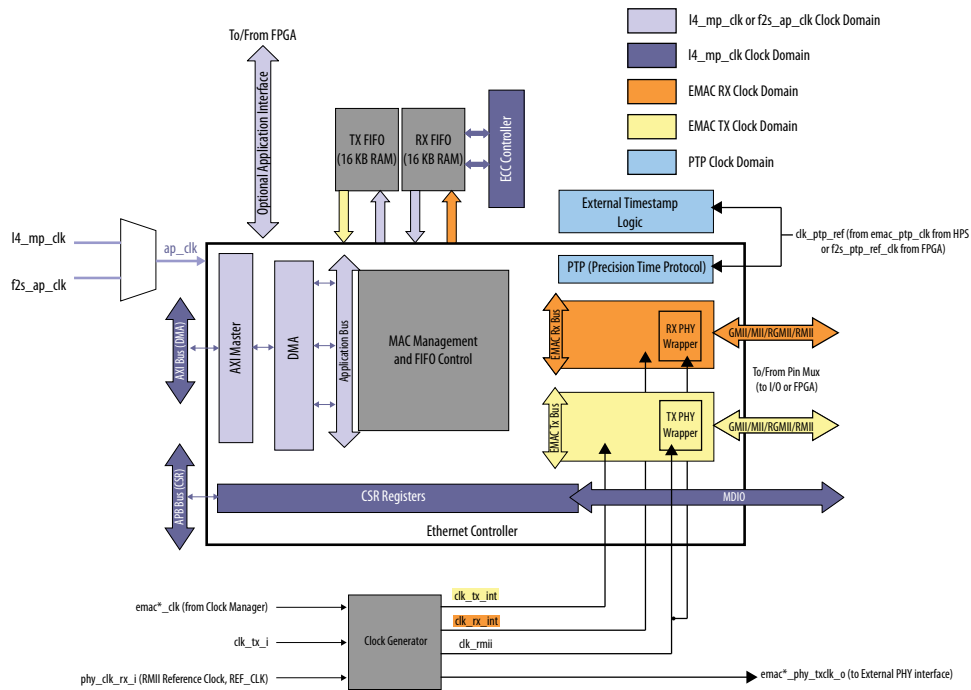 l4_mp_clk or f2s_ap_clk Clock Domain
l4_mp_clk Clock Domain
EMAC RX Clock Domain
EMAC TX Clock Domain
PTP Clock Domain
To/From FPGA
Optional Application Interface
TX FIFO
(16 KB RAM)
RX FIFO
(16 KB RAM)
ECC Controller
External Timestamp
Logic
clk_ptp_ref (from emac_ptp_clk from HPS
or f2s_ptp_ref_clk from FPGA)
l4_mp_clk
f2s_ap_clk
ap_clk
PTP (Precision Time Protocol)
AXI Bus (DMA)
AXI Master
DMA
Application Bus
MAC Management
and FIFO Control
EMAC Rx Bus
RX PHY
Wrapper
GMII/MII/RGMII/RMII
To/From Pin Mux
(to I/O or FPGA)
EMAC Tx Bus
TX PHY
Wrapper
GMII/MII/RGMII/RMII
APB Bus (CSR)
CSR Registers
MDIO
Ethernet Controller
emac*_clk (from Clock Manager)
clk_tx_i
phy_clk_rx_i (RMII Reference Clock, REF_CLK)
Clock Generator
clk_tx_int
clk_rx_int
clk_rmii
emac*_phy_txclk_o (to External PHY interface)